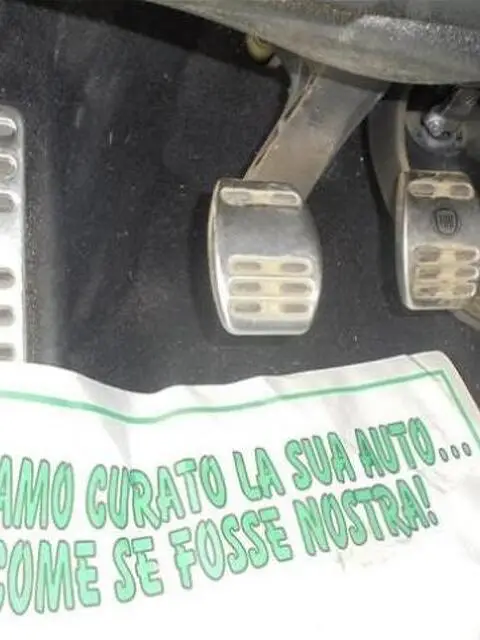 AMO CURATO LA SUA AUTO...
COME SE FOSSE NOSTRA!